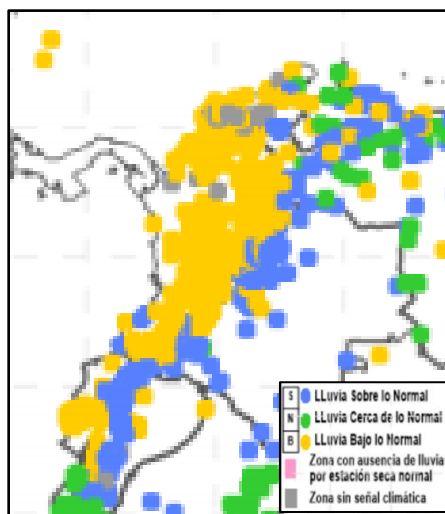 S LLuvia Sobre lo Normal
N LLuvia Cerca de lo Normal
B LLuvia Bajo lo Normal
Zona con ausencia de lluvia
por estación seca normal
Zona sin señal climática